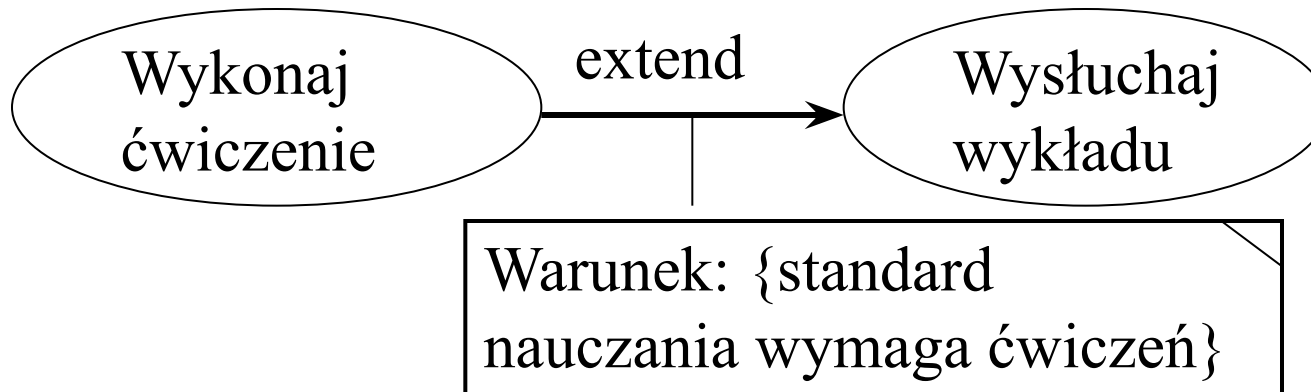 Wykonaj
ćwiczenie
extend
Wysłuchaj
wykładu
Warunek: {standard
nauczania wymaga ćwiczeń}